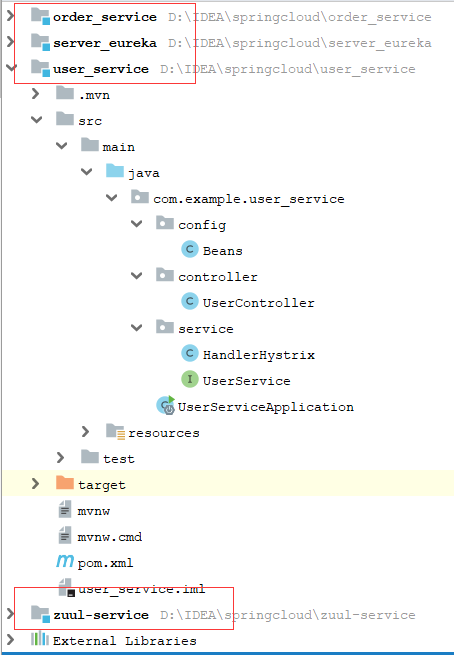 order_service D:\IDEA\springcloud\order_service
server_eureka D:\IDEA\springcloud\server_eureka
user_service D:\IDEA\springcloud\user_service
.mvn
src
main
java
com.example.user_service
config
C Beans
controller
C UserController
service
C HandlerHystrix
I UserService
C UserServiceApplication
resources
test
target
mvnw
mvnw.cmd
m pom.xml
user_service.iml
zuul-service D:\IDEA\springcloud\zuul-service
External Libraries